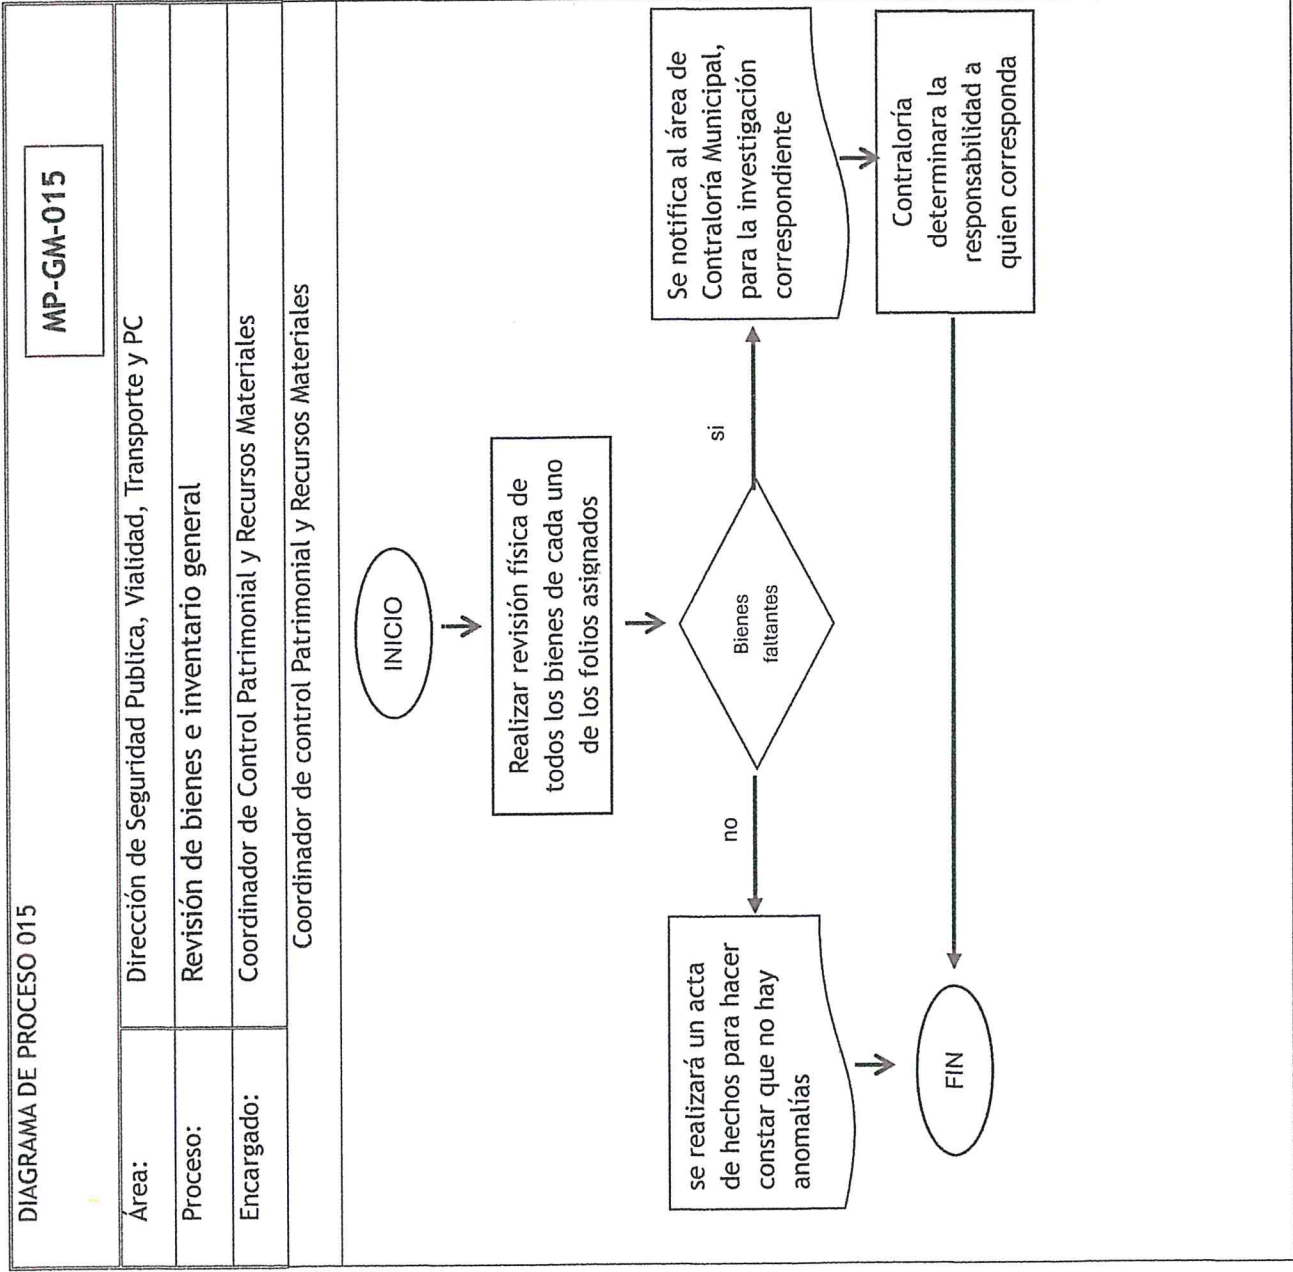 DIAGRAMA DE PROCESO 015
MP-GM-015
Área:
Dirección de Seguridad Publica, Vialidad, Transporte y PC
Proceso:
Revisión de bienes e inventario general
Encargado:
Coordinador de Control Patrimonial y Recursos Materiales
Coordinador de control Patrimonial y Recursos Materiales
INICIO
Realizar revisión física de
todos los bienes de cada uno
de los folios asignados
Bienes
faltantes
no
si
se realizará un acta
de hechos para hacer
constar que no hay
anomalías
Se notifica al área de
Contraloría Municipal,
para la investigación
correspondiente
Contraloría
determinara la
responsabilidad a
quien corresponda
FIN